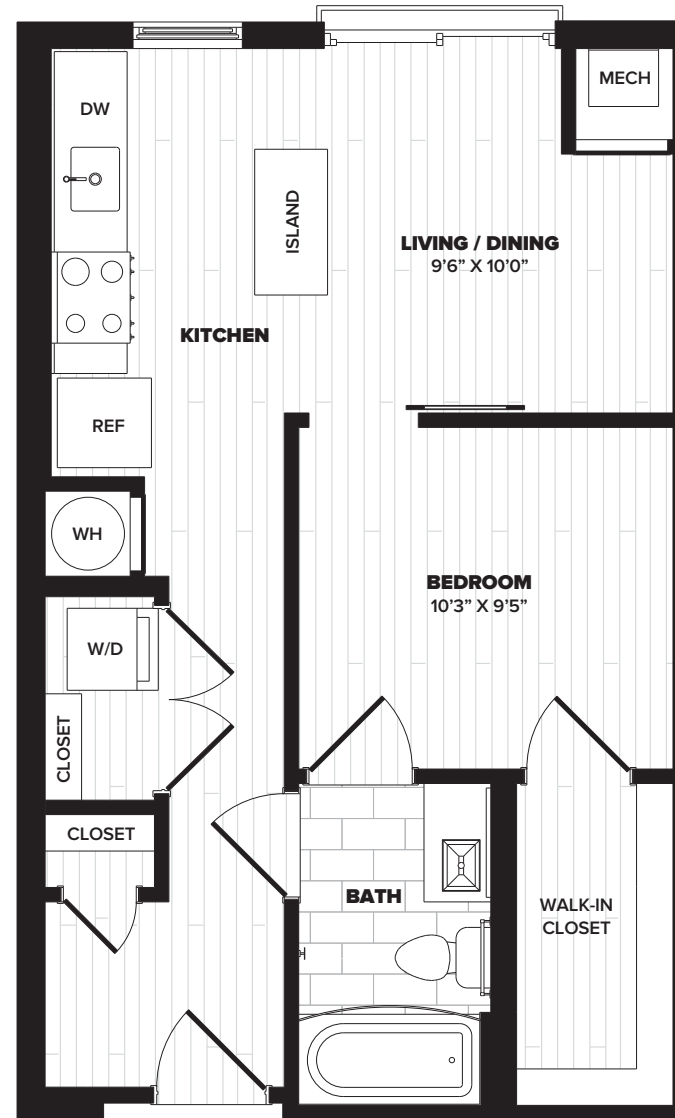 MECH
DW
ISLAND
LIVING / DINING
9’6” X 10’0”
KITCHEN
REF
WH
BEDROOM
10’3” X 9’5”
W/D
CLOSET
CLOSET
BATH
WALK-IN
CLOSET